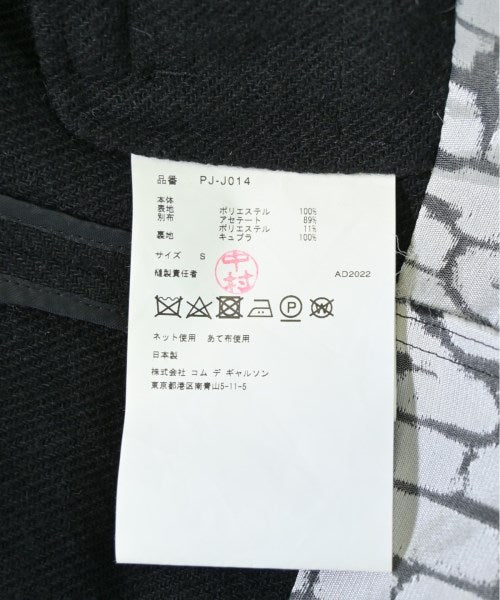 品番 PJ-J014
本体
表地 ポリエステル 100%
別布 アセテート 89%
ポリエステル 11%
裏地 キュプラ 100%
サイズ S
縫製責任者 中村 AD2022
ネット使用 あて布使用
日本製
株式会社 コム デ ギャルソン
東京都港区南青山5-11-5